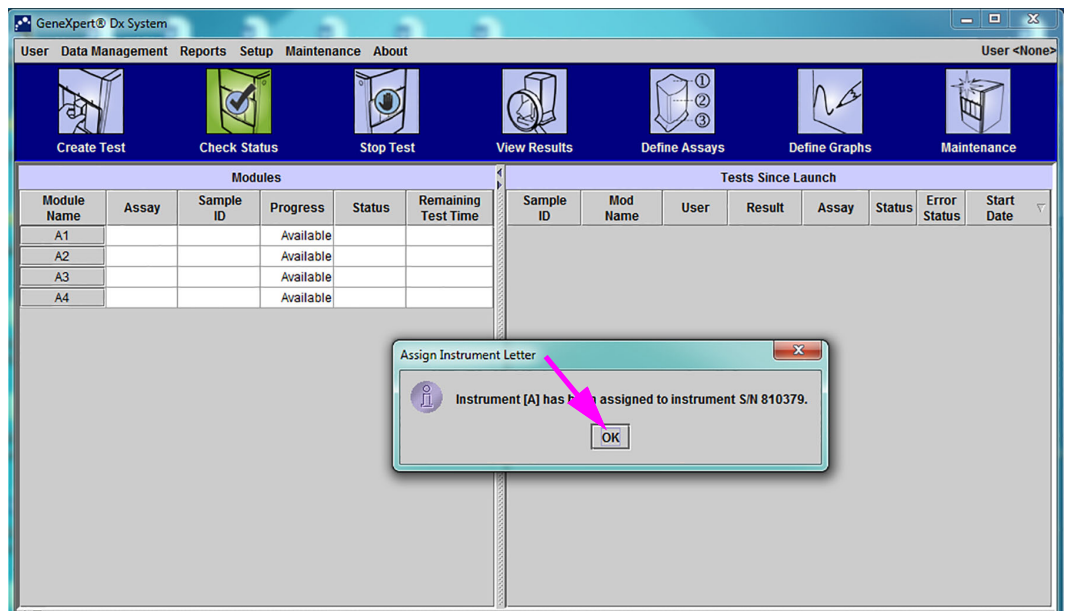 GeneXpert® Dx System
User Data Management Reports Setup Maintenance About User <None>
Create Test Check Status Stop Test View Results Define Assays Define Graphs Maintenance
Modules
Module Name Assay Sample ID Progress Status Remaining Test Time
A1 Available
A2 Available
A3 Available
A4 Available
Tests Since Launch
Sample ID Mod Name User Result Assay Status Error Status Start Date
Assign Instrument Letter
Instrument [A] has assigned to instrument S/N 810379.
OK
1
2
3